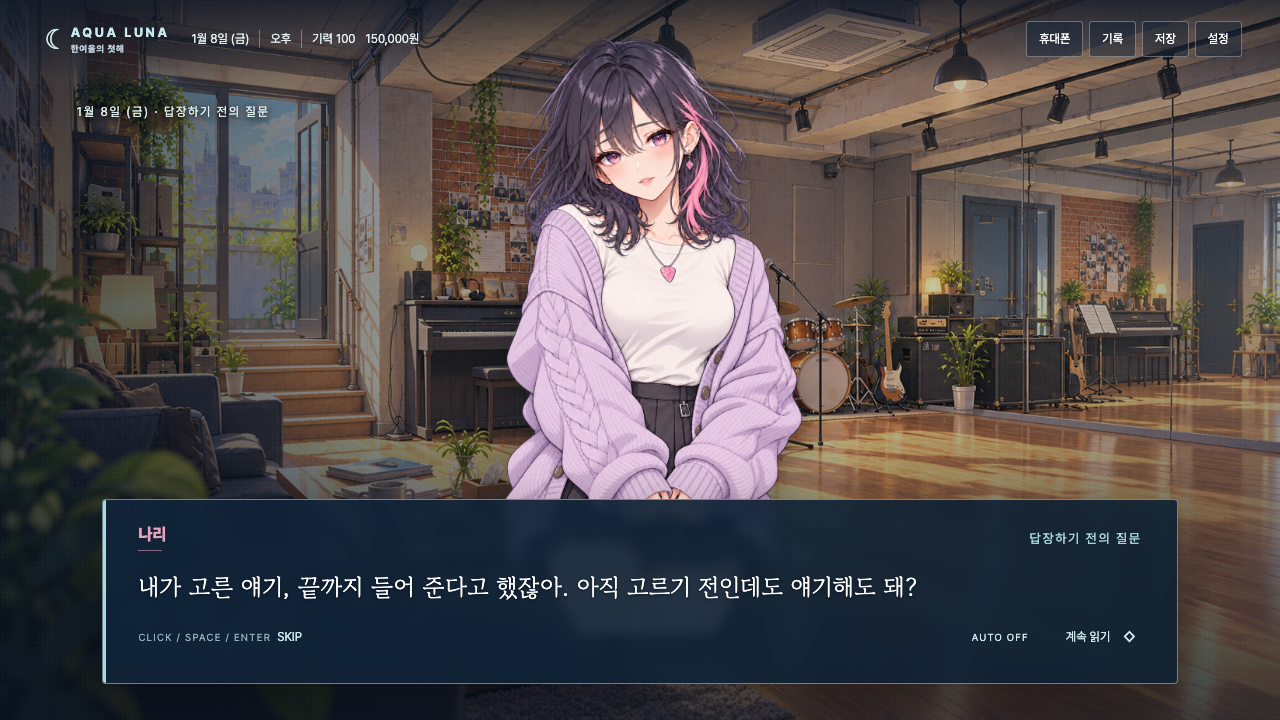 AQUA LUNA
한여울의 첫해
1월 8일 (금) 오후 기력 100 150,000원
휴대폰 기록 저장 설정
1월 8일 (금) · 답장하기 전의 질문
나리
답장하기 전의 질문
내가 고른 얘기, 끝까지 들어 준다고 했잖아. 아직 고르기 전인데도 얘기해도 돼?
CLICK / SPACE / ENTER SKIP
AUTO OFF 계속 읽기